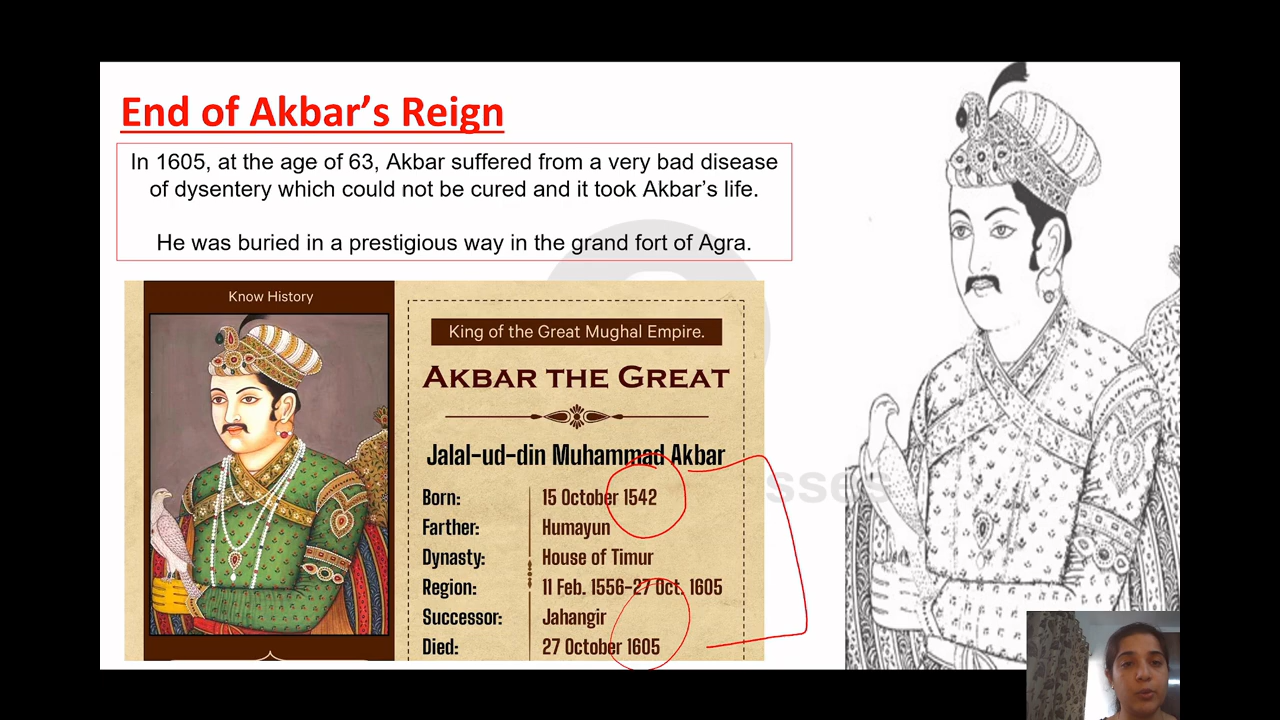 End of Akbar's Reign
In 1605, at the age of 63, Akbar suffered from a very bad disease
of dysentery which could not be cured and it took Akbar's life.
He was buried in a prestigious way in the grand fort of Agra.
Know History
King of the Great Mughal Empire.
AKBAR THE GREAT
Jalal-ud-din Muhammad Akbar
Born: 15 October 1542
Farther: Humayun
Dynasty: House of Timur
Region: 11 Feb. 1556-27 Oct. 1605
Successor: Jahangir
Died: 27 October 1605